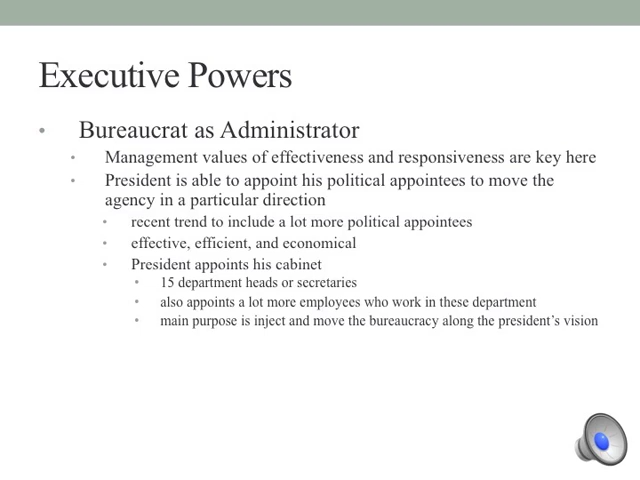 Executive Powers
• Bureaucrat as Administrator
• Management values of effectiveness and responsiveness are key here
• President is able to appoint his political appointees to move the
agency in a particular direction
• recent trend to include a lot more political appointees
• effective, efficient, and economical
• President appoints his cabinet
• 15 department heads or secretaries
• also appoints a lot more employees who work in these department
• main purpose is inject and move the bureaucracy along the president’s vision